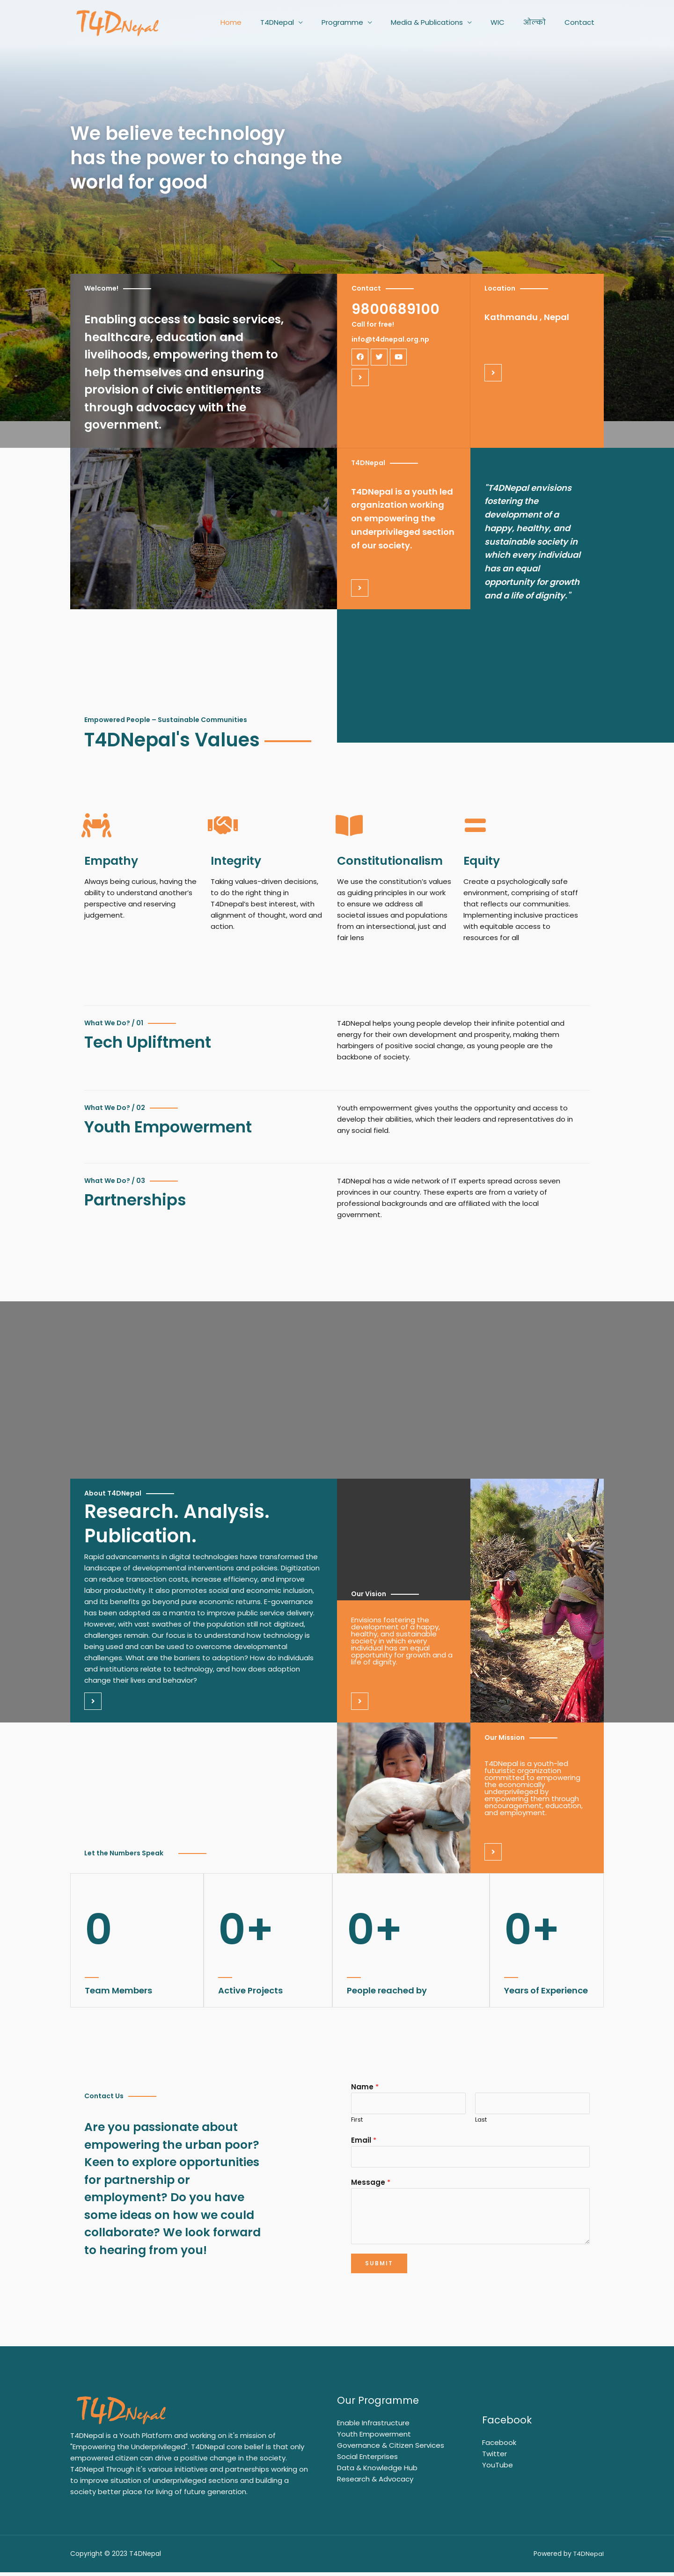 T4DNepal
Home
T4DNepal
Programme
Media & Publications
WIC
ओल्को
Contact
We believe technology
has the power to change the
world for good
Welcome!
Enabling access to basic services,
healthcare, education and
livelihoods, empowering them to
help themselves and ensuring
provision of civic entitlements
through advocacy with the
government.
Contact
9800689100
Call for free!
info@t4dnepal.org.np
Location
Kathmandu , Nepal
T4DNepal
T4DNepal is a youth led
organization working
on empowering the
underprivileged section
of our society.
"T4DNepal envisions
fostering the
development of a
happy, healthy, and
sustainable society in
which every individual
has an equal
opportunity for growth
and a life of dignity."
Empowered People – Sustainable Communities
T4DNepal's Values
Empathy
Always being curious, having the
ability to understand another's
perspective and reserving
judgement.
Integrity
Taking values-driven decisions,
to do the right thing in
T4Dnepal's best interest, with
alignment of thought, word and
action.
Constitutionalism
We use the constitution's values
as guiding principles in our work
to ensure we address all
societal issues and populations
from an intersectional, just and
fair lens
Equity
Create a psychologically safe
environment, comprising of staff
that reflects our communities.
Implementing inclusive practices
with equitable access to
resources for all
What We Do? / 01
Tech Upliftment
T4DNepal helps young people develop their infinite potential and
energy for their own development and prosperity, making them
harbingers of positive social change, as young people are the
backbone of society.
What We Do? / 02
Youth Empowerment
Youth empowerment gives youths the opportunity and access to
develop their abilities, which their leaders and representatives do in
any social field.
What We Do? / 03
Partnerships
T4DNepal has a wide network of IT experts spread across seven
provinces in our country. These experts are from a variety of
professional backgrounds and are affiliated with the local
government.
About T4DNepal
Research. Analysis.
Publication.
Rapid advancements in digital technologies have transformed the
landscape of developmental interventions and policies. Digitization
can reduce transaction costs, increase efficiency, and improve
labor productivity. It also promotes social and economic inclusion,
and its benefits go beyond pure economic returns. E-governance
has been adopted as a mantra to improve public service delivery.
However, with vast swathes of the population still not digitized,
challenges remain. Our focus is to understand how technology is
being used and can be used to overcome developmental
challenges. What are the barriers to adoption? How do individuals
and institutions relate to technology, and how does adoption
change their lives and behavior?
Our Vision
Envisions fostering the
development of a happy,
healthy, and sustainable
society in which every
individual has an equal
opportunity for growth and a
life of dignity.
Our Mission
T4DNepal is a youth-led
futuristic organization
committed to empowering
the economically
underprivileged by
empowering them through
encouragement, education,
and employment.
Let the Numbers Speak
0
Team Members
0+
Active Projects
0+
People reached by
0+
Years of Experience
Contact Us
Are you passionate about
empowering the urban poor?
Keen to explore opportunities
for partnership or
employment? Do you have
some ideas on how we could
collaborate? We look forward
to hearing from you!
Name *
First
Last
Email *
Message *
SUBMIT
T4DNepal
T4DNepal is a Youth Platform and working on it's mission of
"Empowering the Underprivileged". T4DNepal core belief is that only
empowered citizen can drive a positive change in the society.
T4DNepal Through it's various initiatives and partnerships working on
to improve situation of underprivileged sections and building a
society better place for living of future generation.
Our Programme
Enable Infrastructure
Youth Empowerment
Governance & Citizen Services
Social Enterprises
Data & Knowledge Hub
Research & Advocacy
Facebook
Facebook
Twitter
YouTube
Copyright © 2023 T4DNepal
Powered by T4DNepal